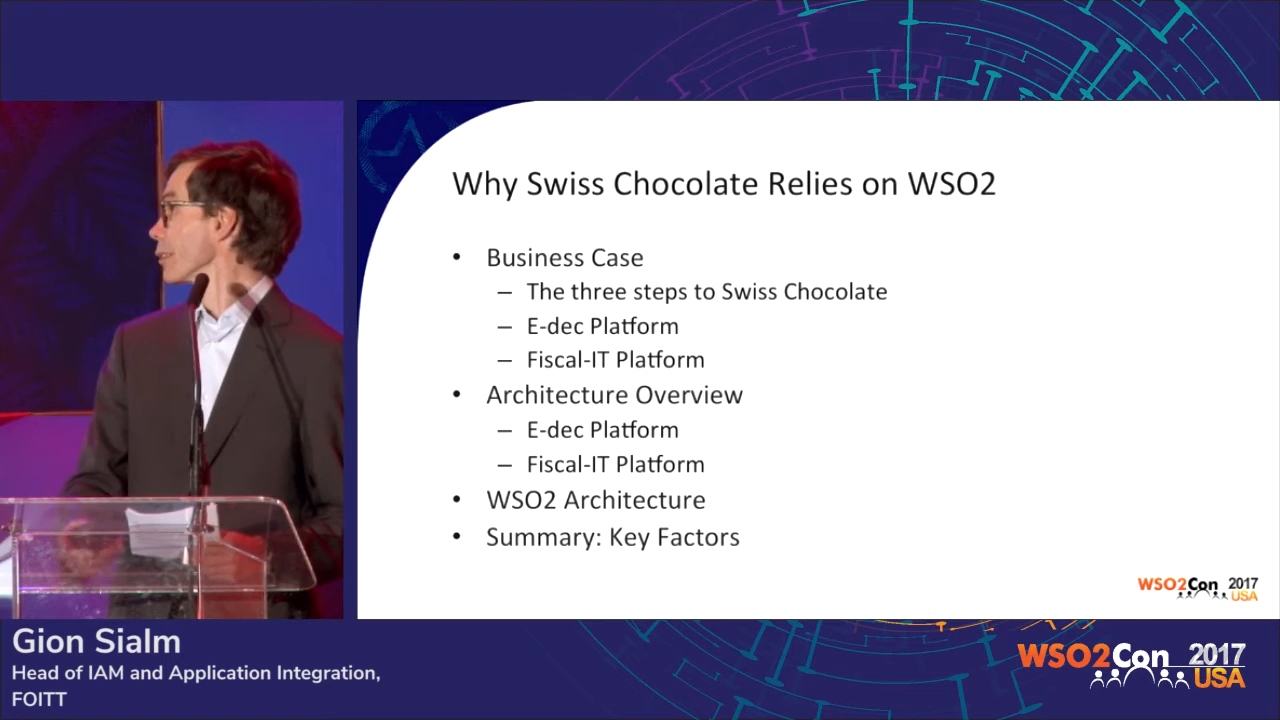 Why Swiss Chocolate Relies on WSO2
• Business Case
– The three steps to Swiss Chocolate
– E-dec Platform
– Fiscal-IT Platform
• Architecture Overview
– E-dec Platform
– Fiscal-IT Platform
• WSO2 Architecture
• Summary: Key Factors
WSO2Con 2017
USA
Gion Sialm
Head of IAM and Application Integration,
FOITT
WSO2Con 2017
USA